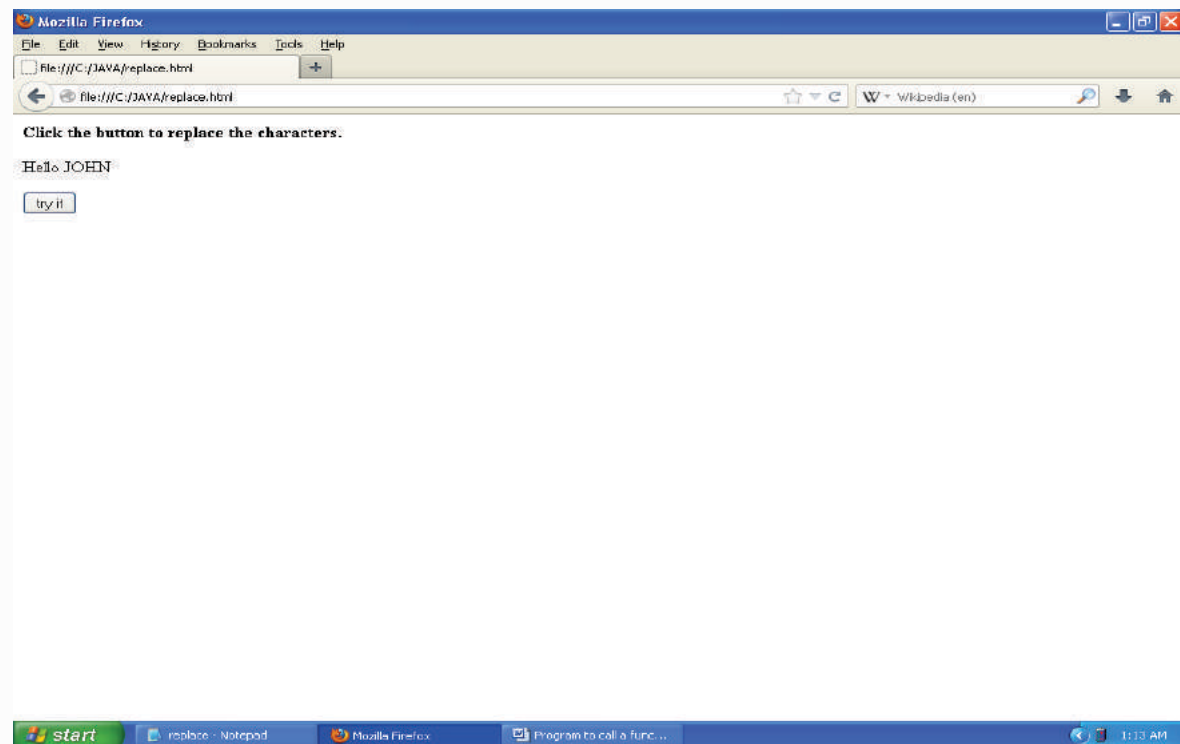 Mozilla Firefox
File Edit View History Bookmarks Tools Help
file:///C:/JAVA/replace.html +
file:///C:/JAVA/replace.html W Wikipedia (en)
Click the button to replace the characters.
Hello JOHN
try it
start replace - Notepad Mozilla Firefox Program to call a func... 1:13 AM